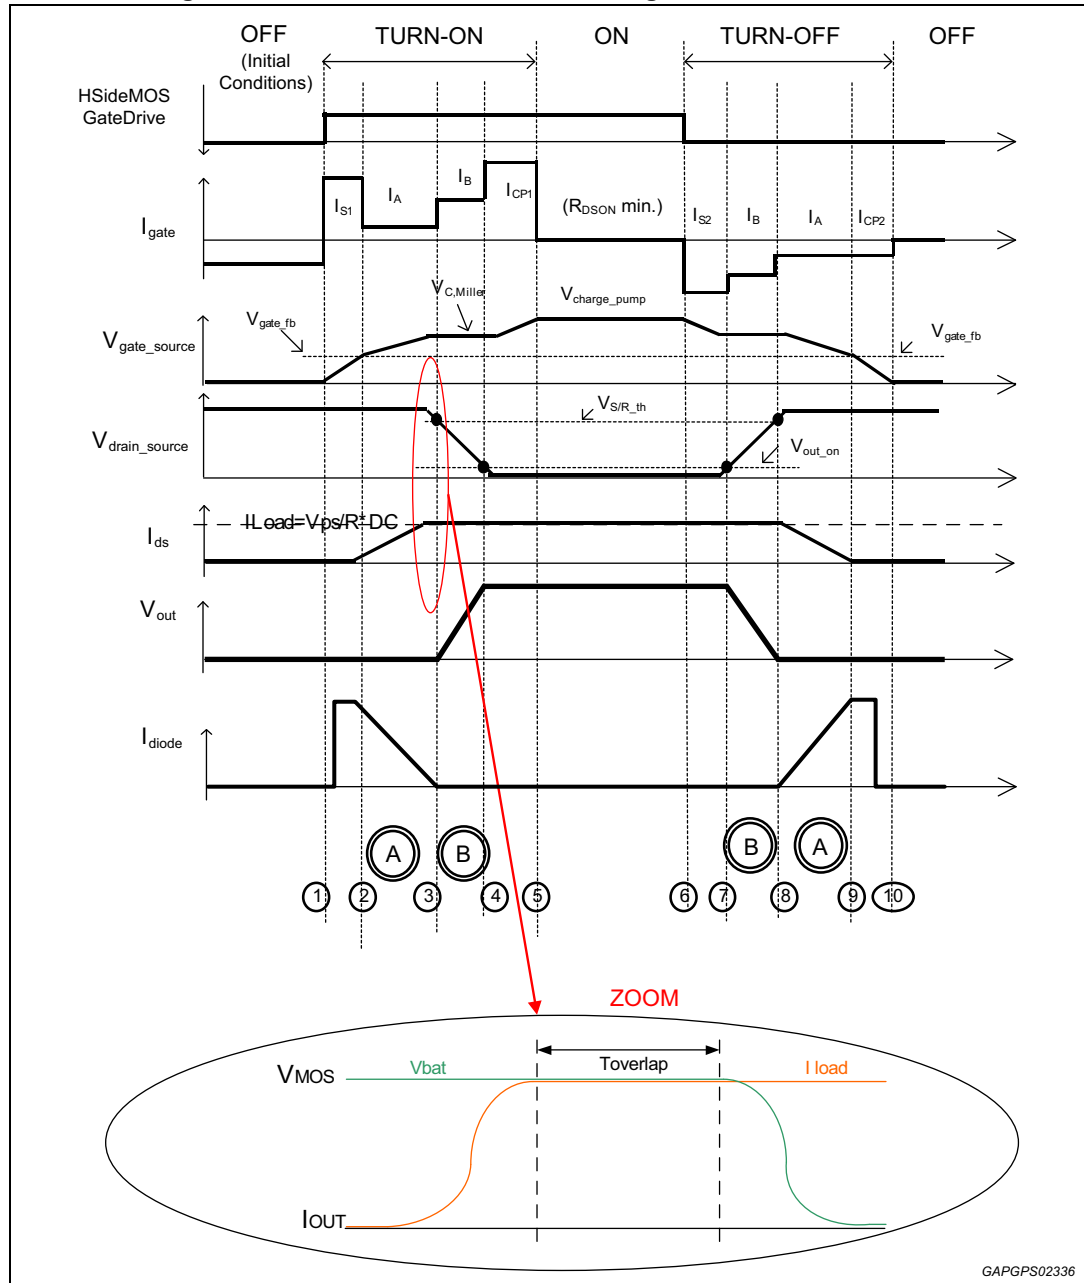 OFF TURN-ON ON TURN-OFF OFF
(Initial
Conditions)
HSideMOS
GateDrive
IS1 IA IB ICP1 (RDSON min.) IS2 IB IA ICP2
Igate
VC,Miller Vcharge_pump
Vgate_fb Vgate_fb
Vgate_source
VS/R_th
Vdrain_source
Vout_on
ILoad=Vps/R*DC
Ids
Vout
Idiode
A B B A
1 2 3 4 5 6 7 8 9 10
ZOOM
VMOS Vbat Toverlap I load
IOUT
GAPGPS02336